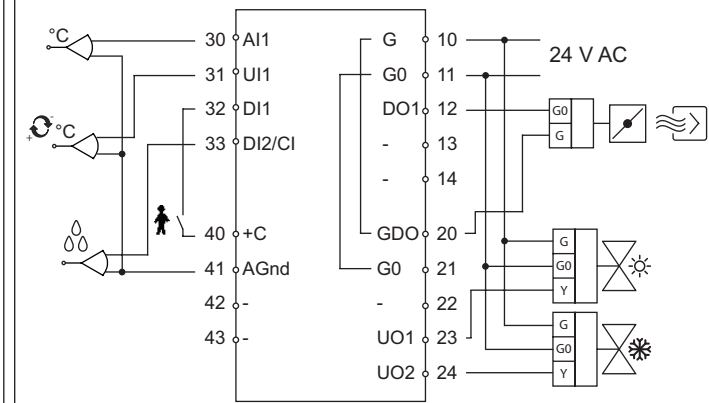 °C 30 AI1 G 10 24 V AC
31 UI1 G0 11
32 DI1 DO1 12 G0
- + °C 33 DI2/CI - 13 G
- 14
40 +C GDO 20 G
41 AGnd G0 21 G0
42 - - 22 Y
43 - UO1 23 G
G0
UO2 24 Y